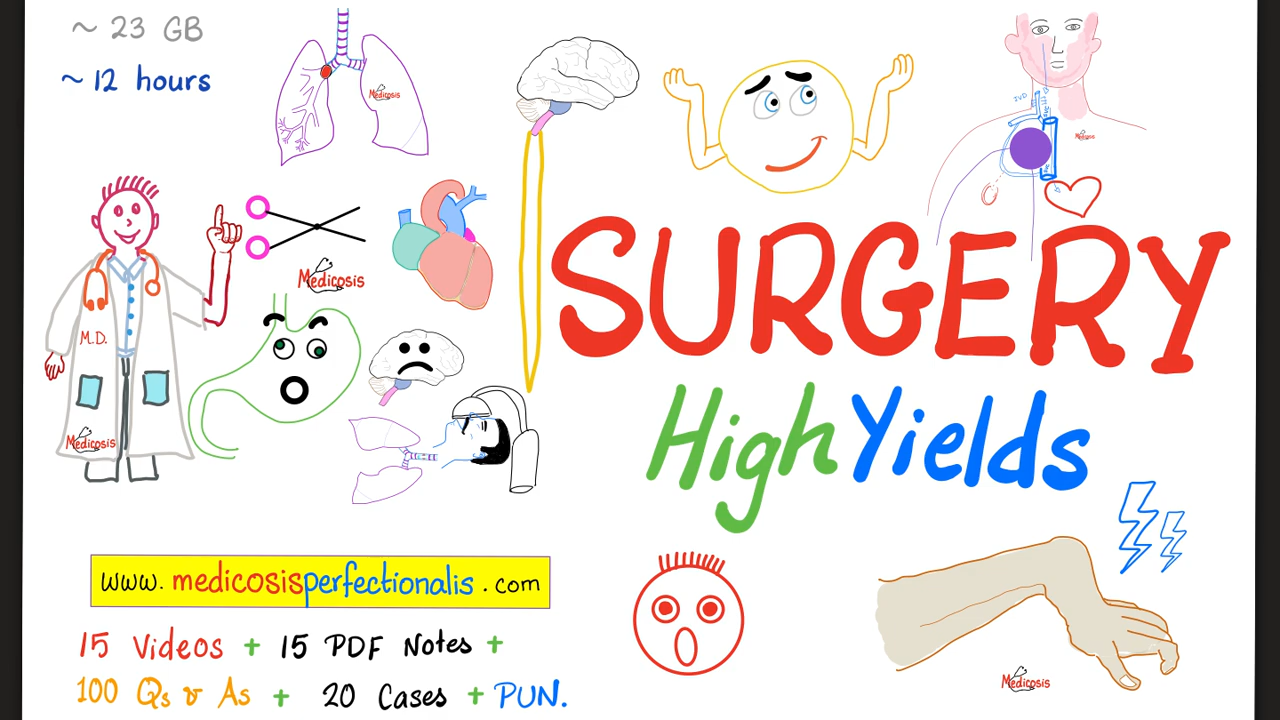 ~ 23 GB
~ 12 hours
Medicosis
IVD
Medicosis
SURGERY
Medicosis
M.D.
High Yields
Medicosis
www.medicosisperfectionalis.com
15 Videos + 15 PDF Notes +
100 Qs & As + 20 Cases + PUN.
Medicosis